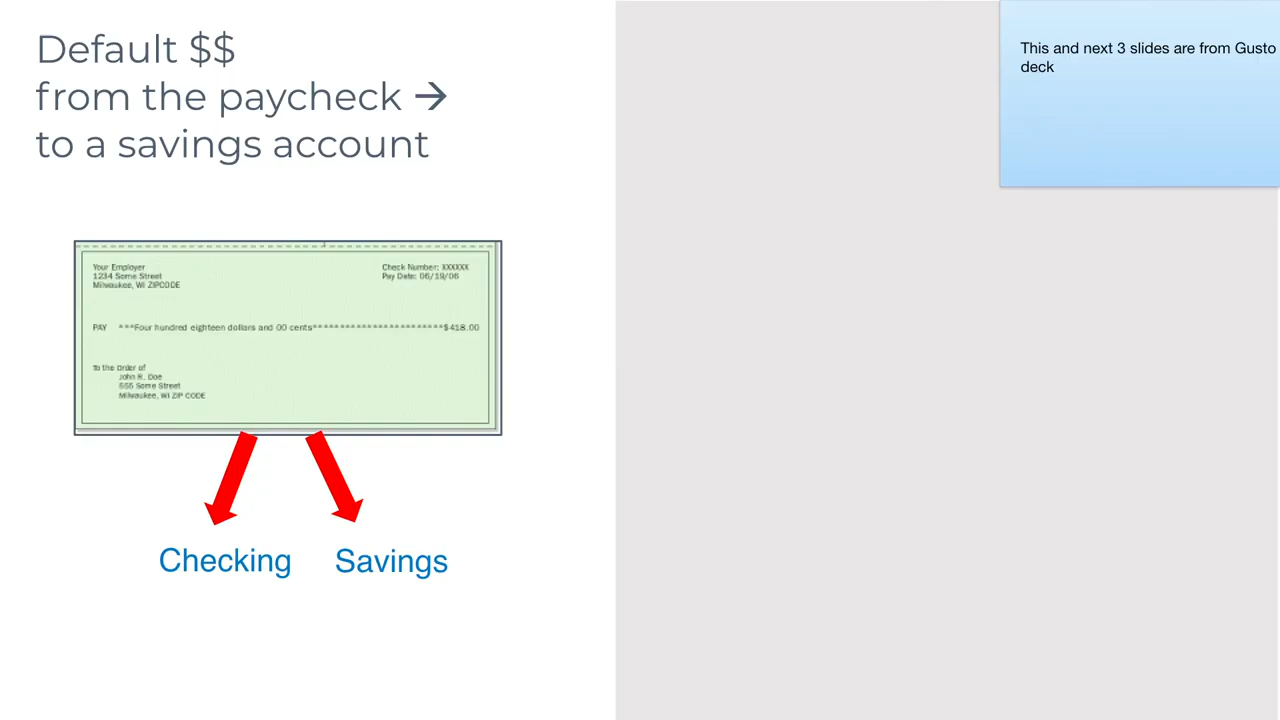 Default $$
from the paycheck →
to a savings account
This and next 3 slides are from Gusto
deck
Your Employer
1234 Some Street
Milwaukee, WI ZIPCODE
Check Number: XXXXXX
Pay Date: 06/19/06
PAY ***Four hundred eighteen dollars and 00 cents************************$418.00
To the Order of
John R. Doe
555 Some Street
Milwaukee, WI ZIP CODE
Checking
Savings